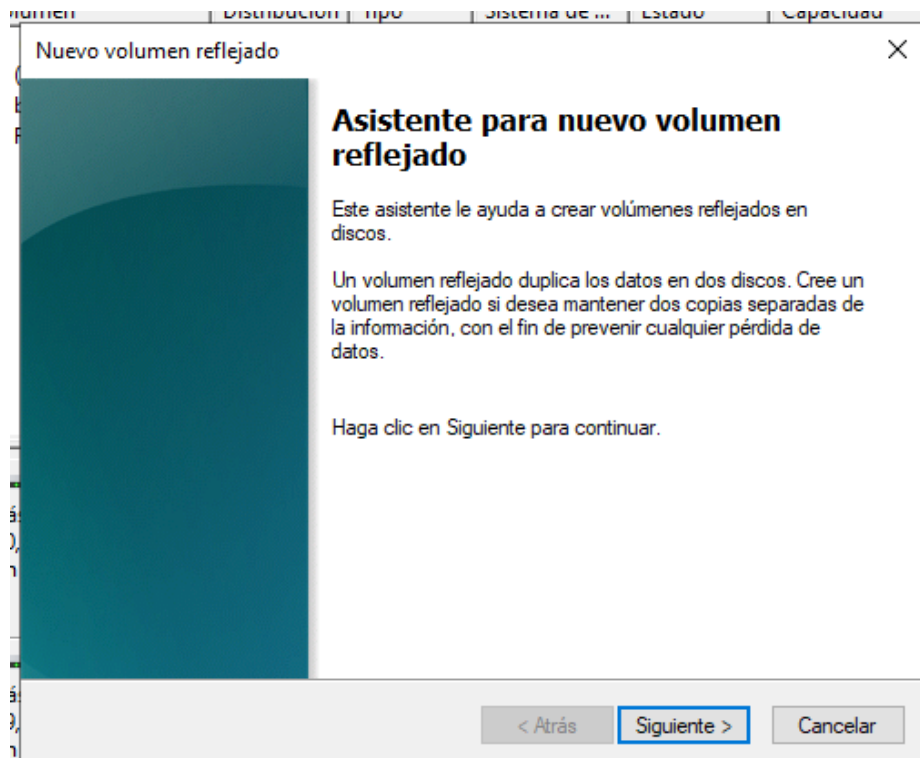 Nuevo volumen reflejado
Asistente para nuevo volumen
reflejado
Este asistente le ayuda a crear volúmenes reflejados en
discos.
Un volumen reflejado duplica los datos en dos discos. Cree un
volumen reflejado si desea mantener dos copias separadas de
la información, con el fin de prevenir cualquier pérdida de
datos.
Haga clic en Siguiente para continuar.
< Atrás Siguiente > Cancelar